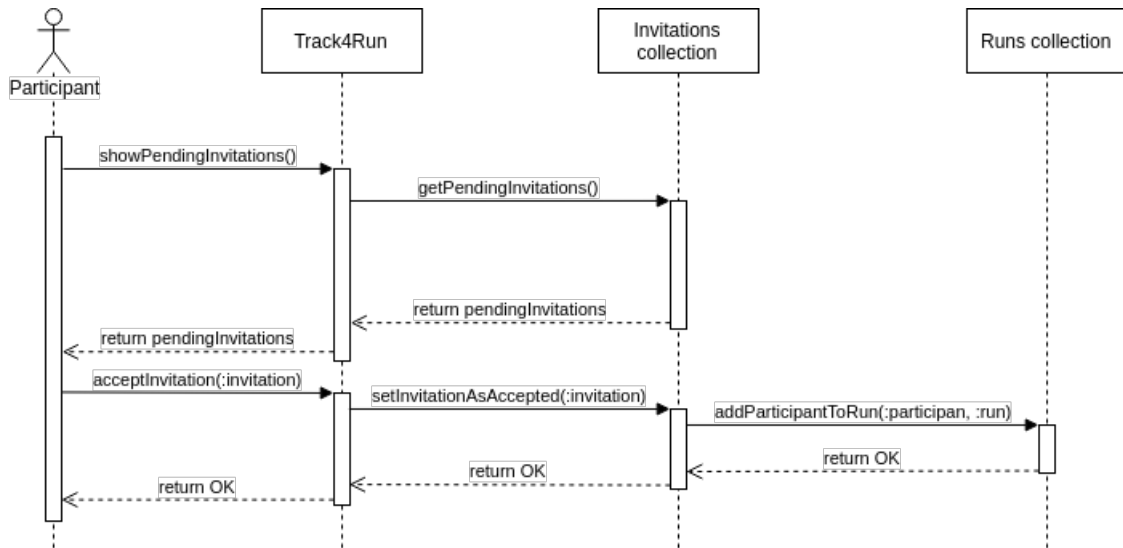 Participant
Track4Run
Invitations
collection
Runs collection
showPendingInvitations()
getPendingInvitations()
return pendingInvitations
return pendingInvitations
acceptInvitation(:invitation)
setInvitationAsAccepted(:invitation)
addParticipantToRun(:participan, :run)
return OK
return OK
return OK